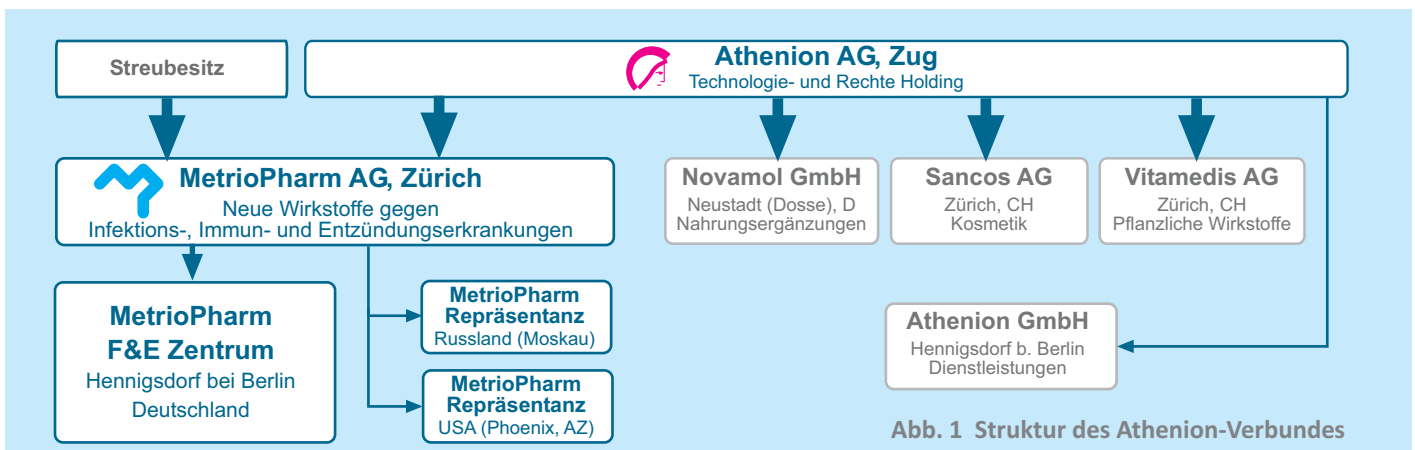 Streubesitz
Athenion AG, Zug
Technologie- und Rechte Holding
MetrioPharm AG, Zürich
Neue Wirkstoffe gegen
Infektions-, Immun- und Entzündungserkrankungen
Novamol GmbH
Neustadt (Dosse), D
Nahrungsergänzungen
Sancos AG
Zürich, CH
Kosmetik
Vitamedis AG
Zürich, CH
Pflanzliche Wirkstoffe
MetrioPharm
F&E Zentrum
Hennigsdorf bei Berlin
Deutschland
MetrioPharm
Repräsentanz
Russland (Moskau)
MetrioPharm
Repräsentanz
USA (Phoenix, AZ)
Athenion GmbH
Hennigsdorf b. Berlin
Dienstleistungen
Abb. 1 Struktur des Athenion-Verbundes